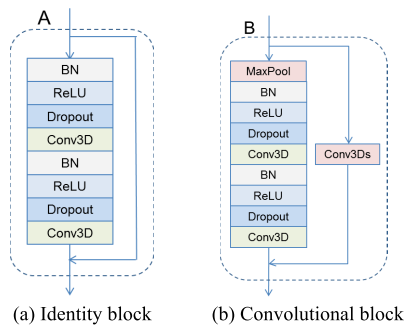 A
BN
ReLU
Dropout
Conv3D
BN
ReLU
Dropout
Conv3D
(a) Identity block
B
MaxPool
BN
ReLU
Dropout
Conv3D
BN
ReLU
Dropout
Conv3D
Conv3Ds
(b) Convolutional block